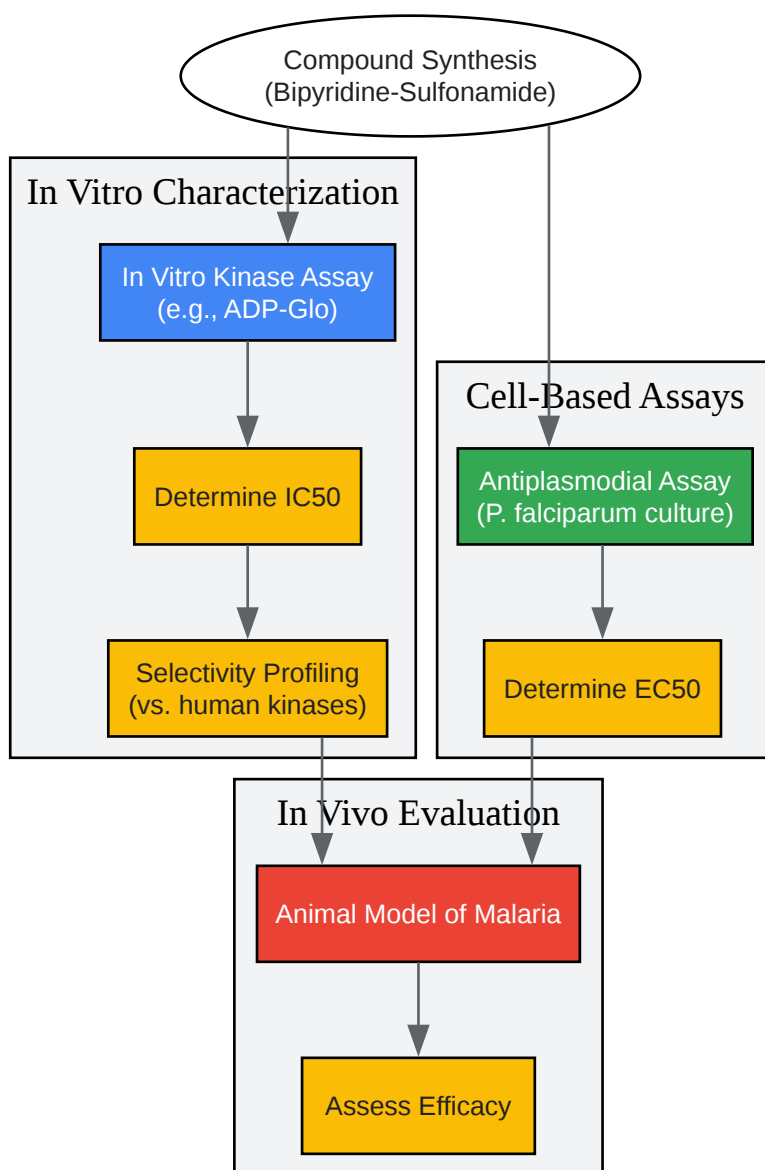 Compound Synthesis
(Bipyridine-Sulfonamide)
In Vitro Characterization
In Vitro Kinase Assay
(e.g., ADP-Glo)
Determine IC50
Selectivity Profiling
(vs. human kinases)
Cell-Based Assays
Antiplasmodial Assay
(P. falciparum culture)
Determine EC50
In Vivo Evaluation
Animal Model of Malaria
Assess Efficacy